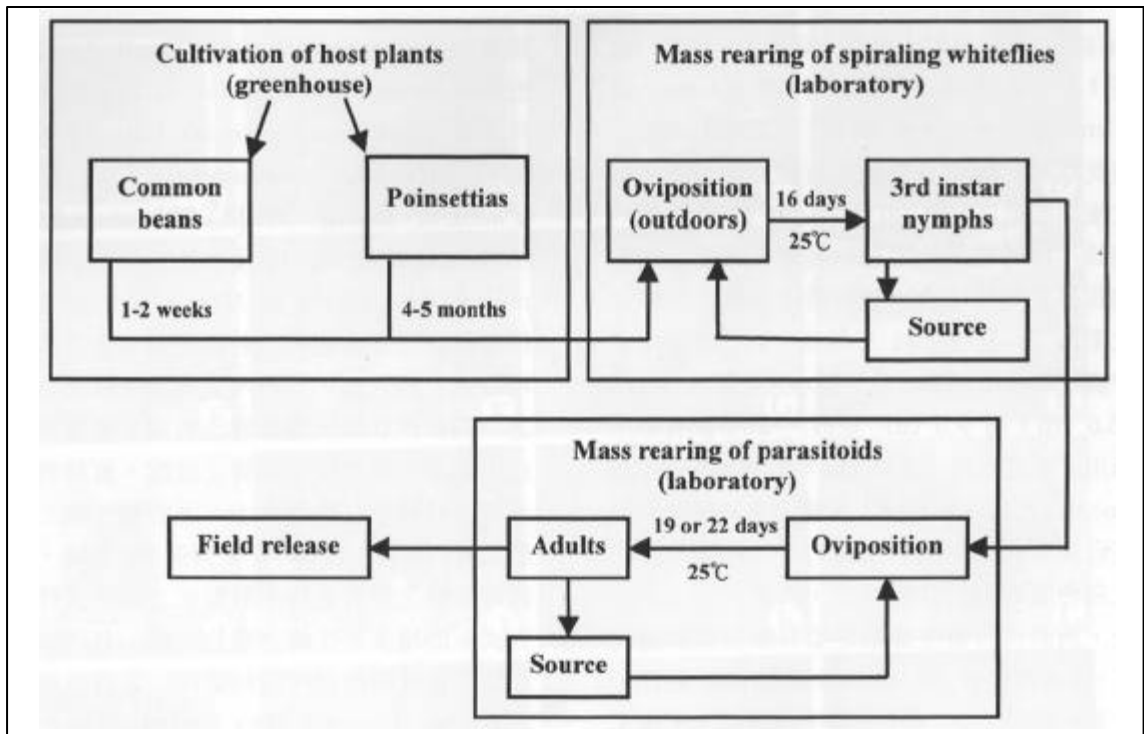 Cultivation of host plants
(greenhouse)
Common
beans
Poinsettias
1-2 weeks
4-5 months
Mass rearing of spiraling whiteflies
(laboratory)
Oviposition
(outdoors)
16 days
25℃
3rd instar
nymphs
Source
Mass rearing of parasitoids
(laboratory)
Field release
Adults
19 or 22 days
25℃
Oviposition
Source